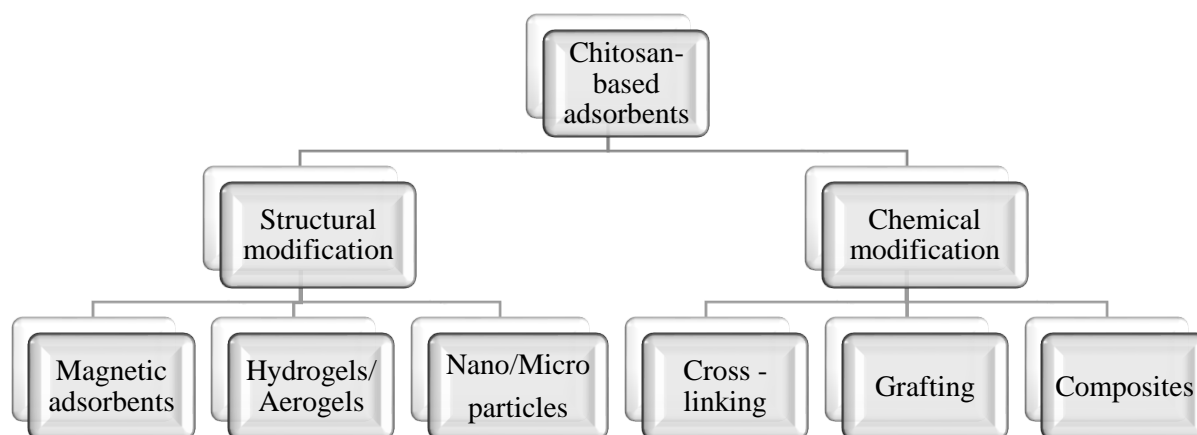 Chitosan-
based
adsorbents
Structural
modification
Chemical
modification
Magnetic
adsorbents
Hydrogels/
Aerogels
Nano/Micro
particles
Cross -
linking
Grafting
Composites